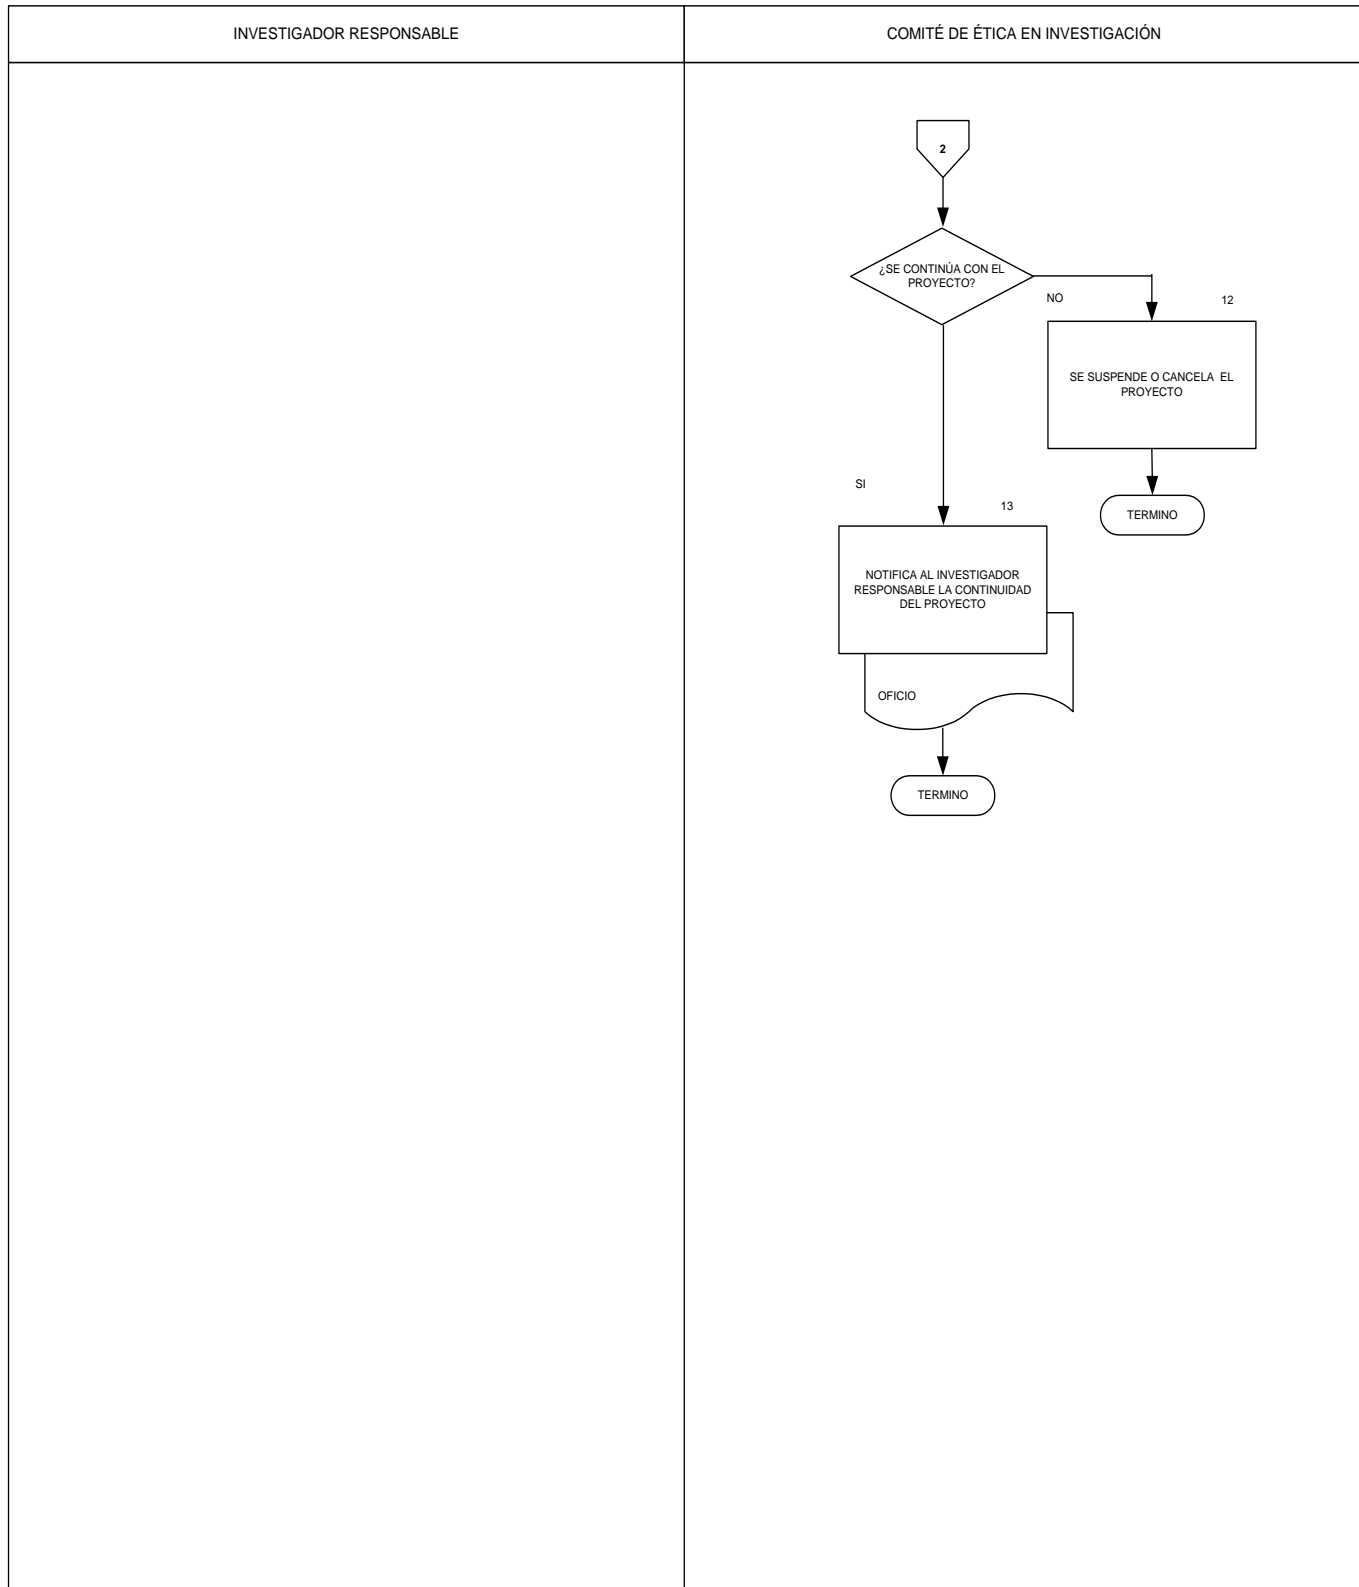 INVESTIGADOR RESPONSABLE
COMITÉ DE ÉTICA EN INVESTIGACIÓN
2
¿SE CONTINÚA CON EL
PROYECTO?
NO
12
SE SUSPENDE O CANCELA EL
PROYECTO
TERMINO
SI
13
NOTIFICA AL INVESTIGADOR
RESPONSABLE LA CONTINUIDAD
DEL PROYECTO
OFICIO
TERMINO